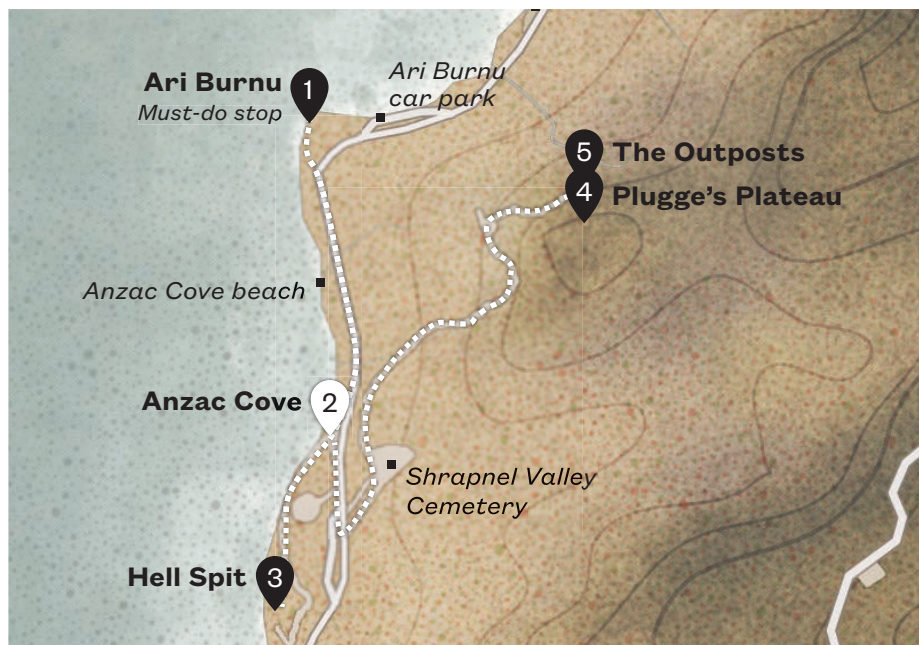 Ari Burnu
Must-do stop
1
Ari Burnu
car park
5
The Outposts
4
Plugge’s Plateau
Anzac Cove beach
Anzac Cove
2
Shrapnel Valley
Cemetery
Hell Spit
3